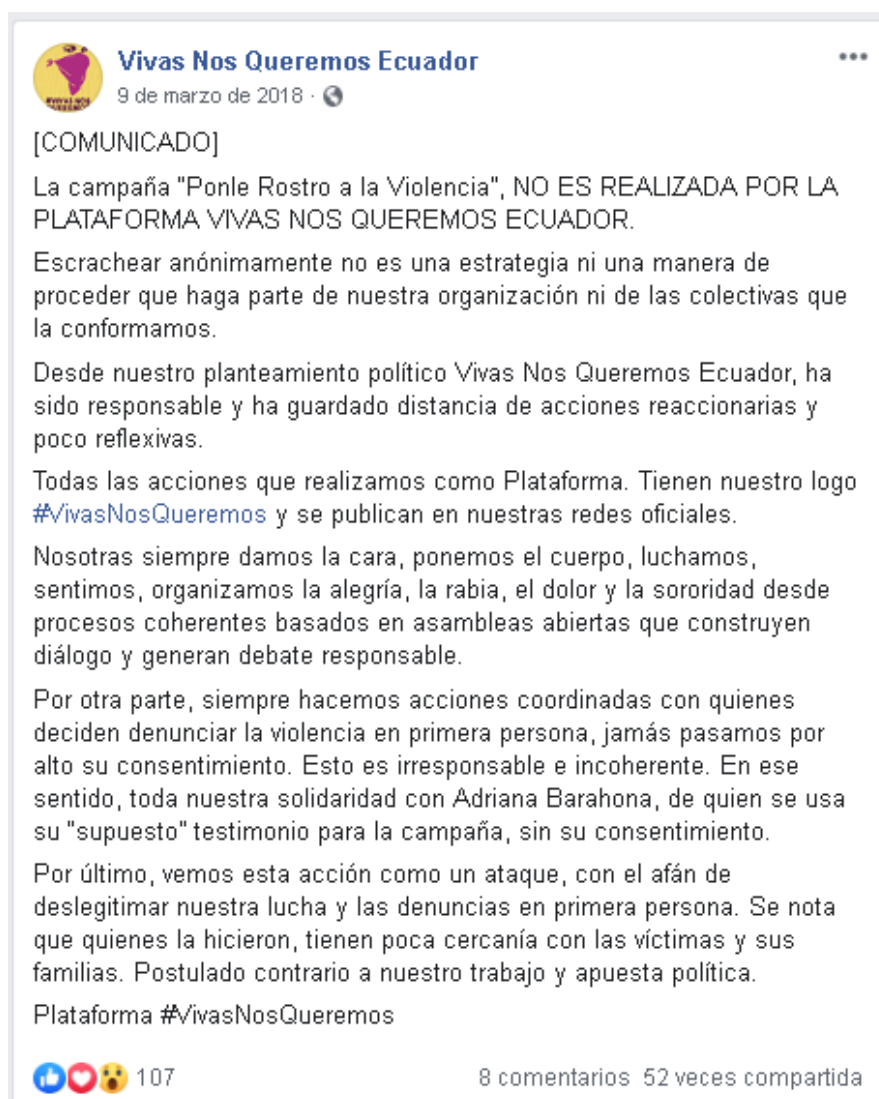 Vivas Nos Queremos Ecuador
9 de marzo de 2018 ·
[COMUNICADO]
La campaña "Ponle Rostro a la Violencia", NO ES REALIZADA POR LA
PLATAFORMA VIVAS NOS QUEREMOS ECUADOR.
Escrachear anónimamente no es una estrategia ni una manera de
proceder que haga parte de nuestra organización ni de las colectivas que
la conformamos.
Desde nuestro planteamiento político Vivas Nos Queremos Ecuador, ha
sido responsable y ha guardado distancia de acciones reaccionarias y
poco reflexivas.
Todas las acciones que realizamos como Plataforma. Tienen nuestro logo
#VivasNosQueremos y se publican en nuestras redes oficiales.
Nosotras siempre damos la cara, ponemos el cuerpo, luchamos,
sentimos, organizamos la alegría, la rabia, el dolor y la sororidad desde
procesos coherentes basados en asambleas abiertas que construyen
diálogo y generan debate responsable.
Por otra parte, siempre hacemos acciones coordinadas con quienes
deciden denunciar la violencia en primera persona, jamás pasamos por
alto su consentimiento. Esto es irresponsable e incoherente. En ese
sentido, toda nuestra solidaridad con Adriana Barahona, de quien se usa
su "supuesto" testimonio para la campaña, sin su consentimiento.
Por último, vemos esta acción como un ataque, con el afán de
deslegitimar nuestra lucha y las denuncias en primera persona. Se nota
que quienes la hicieron, tienen poca cercanía con las víctimas y sus
familias. Postulado contrario a nuestro trabajo y apuesta política.
Plataforma #VivasNosQueremos
107
8 comentarios 52 veces compartida